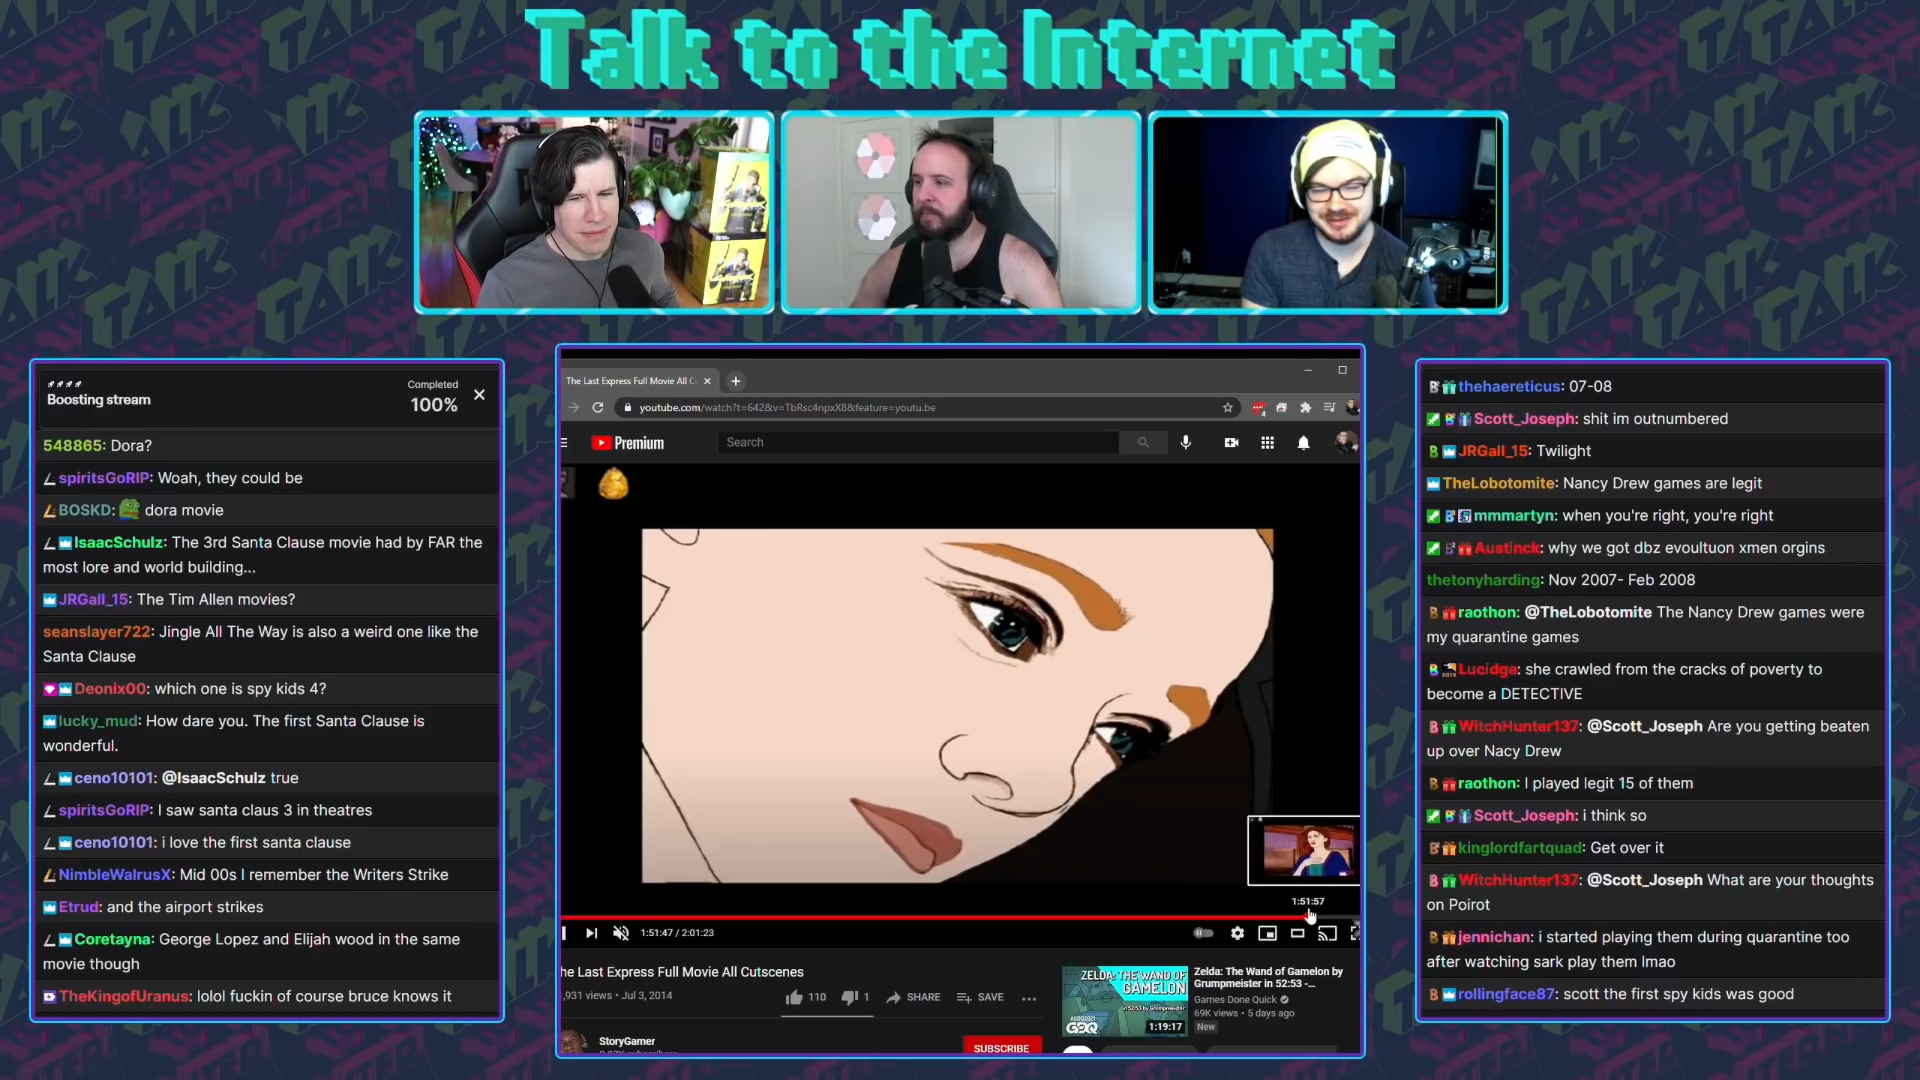 Talk to the Internet
Boosting stream
Completed
100%
548865: Dora?
spiritsGoRIP: Woah, they could be
BOSKD: dora movie
IsaacSchulz: The 3rd Santa Clause movie had by FAR the
most lore and world building...
JRGall_15: The Tim Allen movies?
seanslayer722: Jingle All The Way is also a weird one like the
Santa Clause
Deonix00: which one is spy kids 4?
lucky_mud: How dare you. The first Santa Clause is
wonderful.
ceno10101: @IsaacSchulz true
spiritsGoRIP: I saw santa claus 3 in theatres
ceno10101: i love the first santa clause
NimbleWalrusX: Mid 00s I remember the Writers Strike
Etrud: and the airport strikes
Coretayna: George Lopez and Elijah wood in the same
movie though
TheKingofUranus: lolol fuckin of course bruce knows it
The Last Express Full Movie All C
youtube.com/watch?t=642&v=TbRsc4npxX8&feature=youtu.be
Premium
Search
1:51:57
1:51:47 / 2:01:23
he Last Express Full Movie All Cutscenes
,931 views • Jul 3, 2014
110
1
SHARE
SAVE
StoryGamer
SUBSCRIBE
ZELDA: THE WAND OF
GAMELON
1:19:17
Zelda: The Wand of Gamelon by
Grumpmeister in 52:53 -...
Games Done Quick
69K views • 5 days ago
New
thehaereticus: 07-08
Scott_Joseph: shit im outnumbered
JRGall_15: Twilight
TheLobotomite: Nancy Drew games are legit
mmmartyn: when you're right, you're right
Austinck: why we got dbz evoultuon xmen orgins
thetonyharding: Nov 2007- Feb 2008
raothon: @TheLobotomite The Nancy Drew games were
my quarantine games
Lucidge: she crawled from the cracks of poverty to
become a DETECTIVE
WitchHunter137: @Scott_Joseph Are you getting beaten
up over Nacy Drew
raothon: I played legit 15 of them
Scott_Joseph: i think so
kinglordfartquad: Get over it
WitchHunter137: @Scott_Joseph What are your thoughts
on Poirot
jennichan: i started playing them during quarantine too
after watching sark play them lmao
rollingface87: scott the first spy kids was good